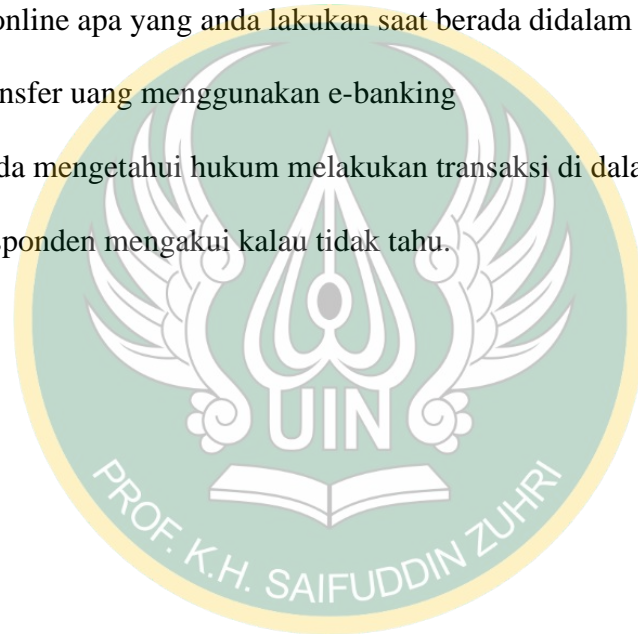 online apa yang anda lakukan saat berada didalam
nsfer uang menggunakan e-banking
da mengetahui hukum melakukan transaksi di dala
sponden mengakui kalau tidak tahu.
UIN
PROF. K.H. SAIFUDDIN ZUHRI